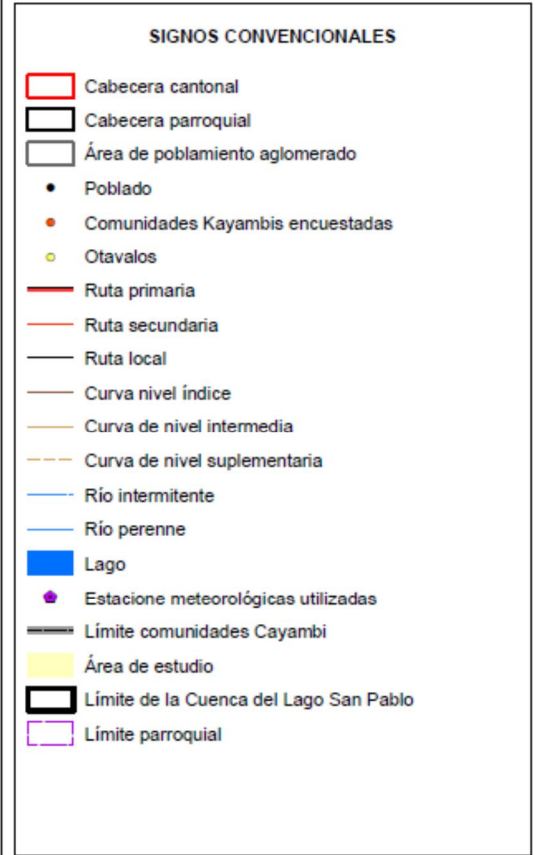 SIGNOS CONVENCIONALES
Cabecera cantonal
Cabecera parroquial
Área de poblamiento aglomerado
Poblado
Comunidades Kayambis encuestadas
Otavalos
Ruta primaria
Ruta secundaria
Ruta local
Curva nivel índice
Curva de nivel intermedia
Curva de nivel suplementaria
Río intermitente
Río perenne
Lago
Estacione meteorológicas utilizadas
Límite comunidades Cayambi
Área de estudio
Límite de la Cuenca del Lago San Pablo
Límite parroquial